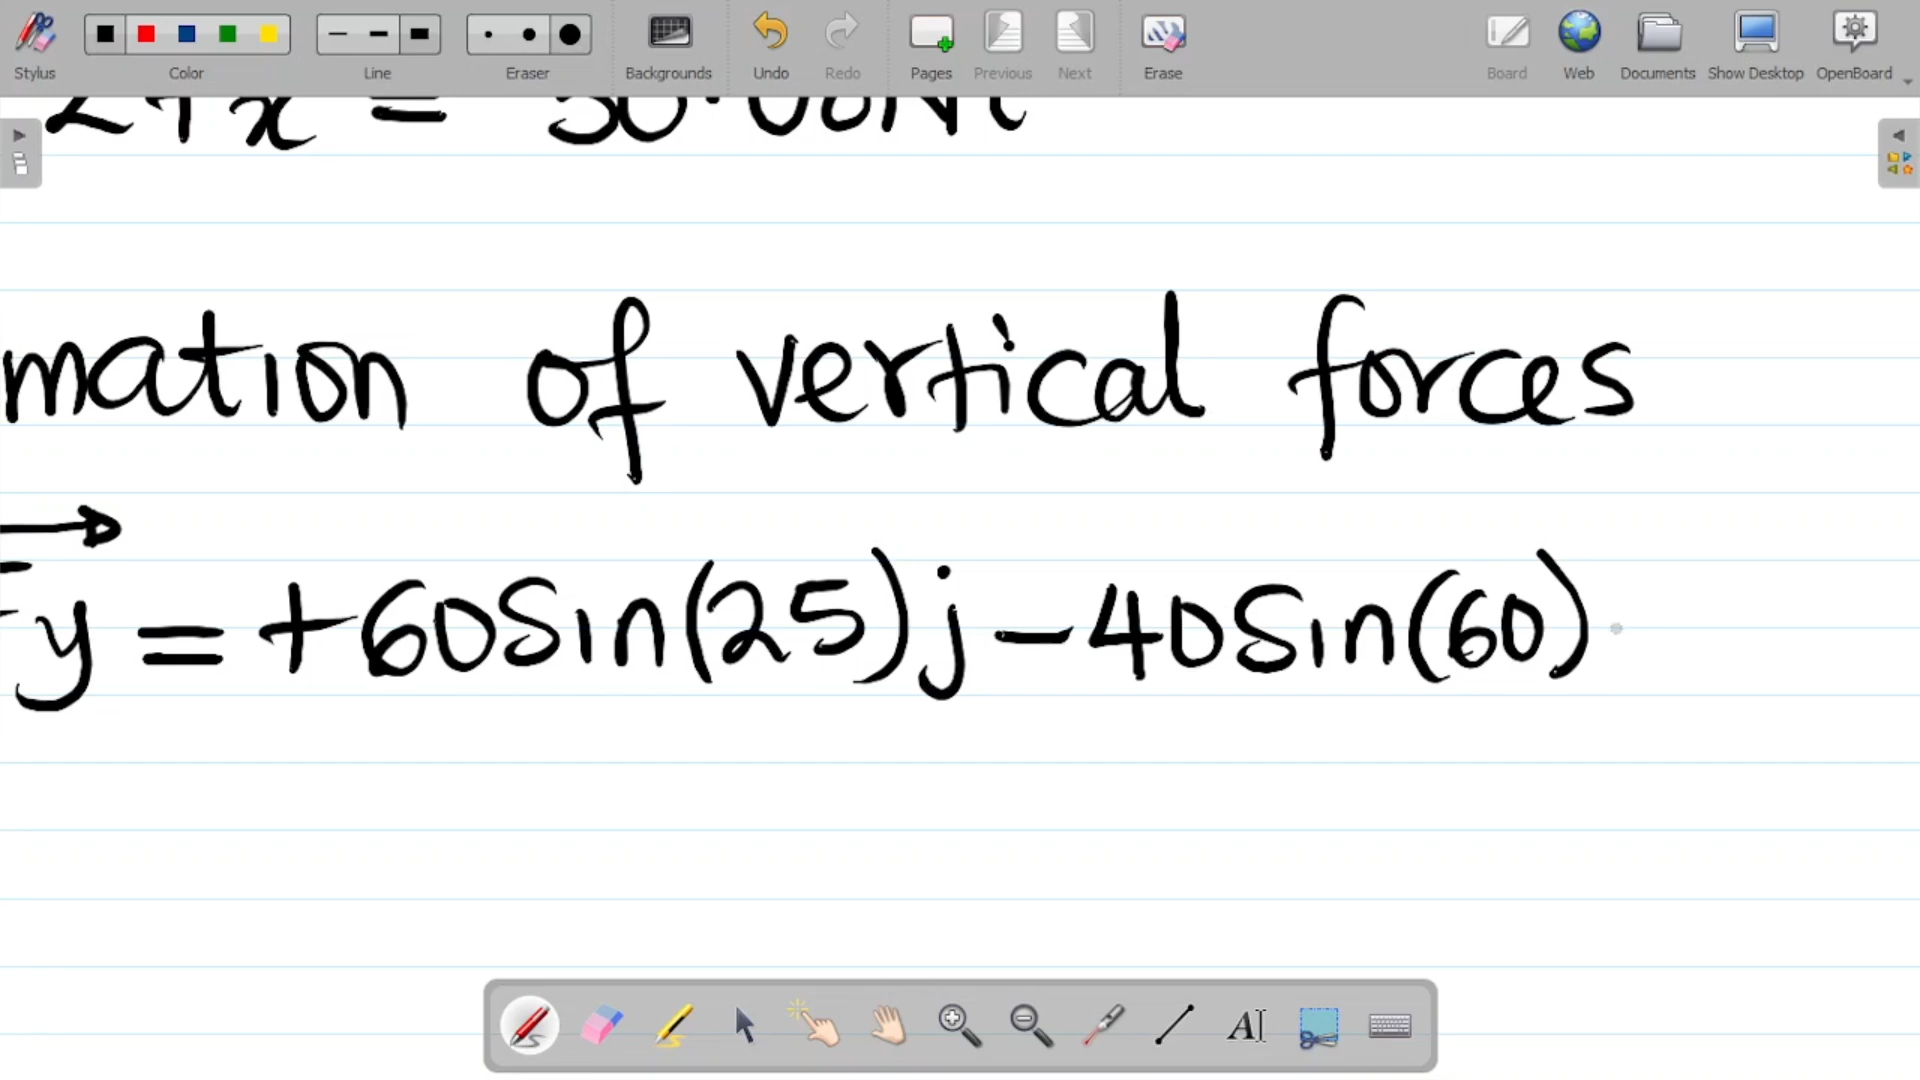 Stylus Color Line Eraser Backgrounds Undo Redo Pages Previous Next Erase Board Web Documents Show Desktop OpenBoard
mation of vertical forces
y = +60Sin(25)j-40Sin(60)